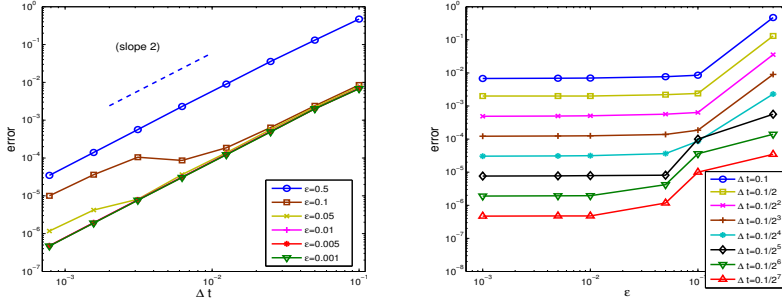 10^0
10^-1
10^-2
10^-3
10^-4
10^-5
10^-6
10^-7
error
(slope 2)
ε=0.5
ε=0.1
ε=0.05
ε=0.01
ε=0.005
ε=0.001
10^-3
10^-2
10^-1
Δ t
10^0
10^-1
10^-2
10^-3
10^-4
10^-5
10^-6
10^-7
10^-8
error
Δ t=0.1
Δ t=0.1/2
Δ t=0.1/2^2
Δ t=0.1/2^3
Δ t=0.1/2^4
Δ t=0.1/2^5
Δ t=0.1/2^6
Δ t=0.1/2^7
10^-3
10^-2
10^-1
ε